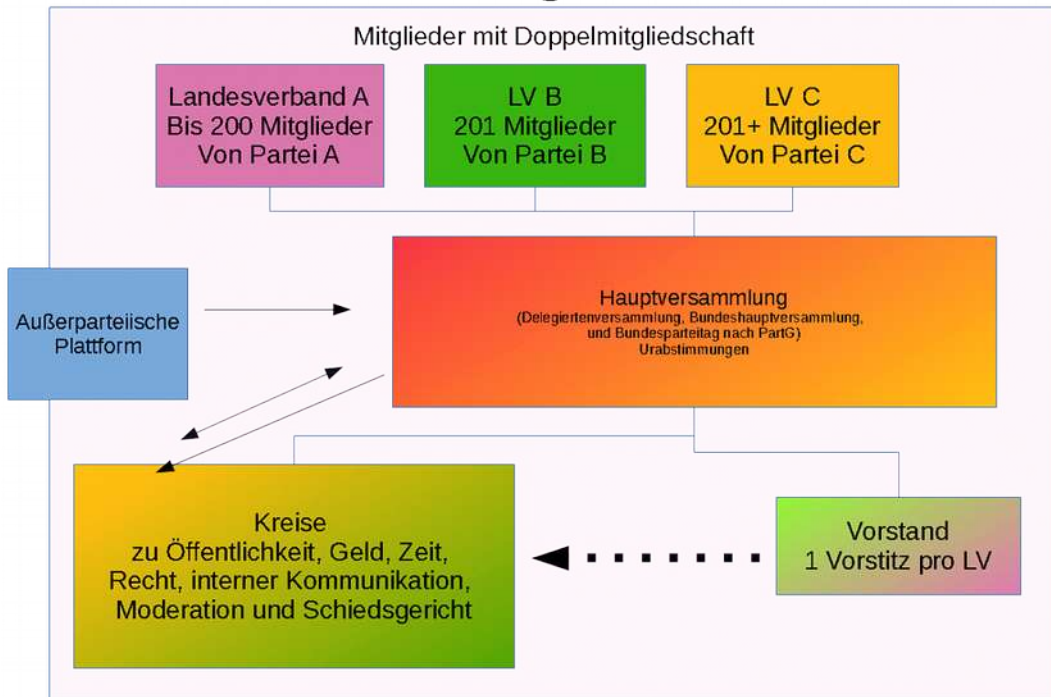 Mitglieder mit Doppelmitgliedschaft
Landesverband A
Bis 200 Mitglieder
Von Partei A
LV B
201 Mitglieder
Von Partei B
LV C
201+ Mitglieder
Von Partei C
Außerparteiische
Plattform
Hauptversammlung
(Delegiertenversammlung, Bundeshauptversammlung,
und Bundesparteitag nach PartG)
Urabstimmungen
Kreise
zu Öffentlichkeit, Geld, Zeit,
Recht, interner Kommunikation,
Moderation und Schiedsgericht
Vorstand
1 Vorstitz pro LV